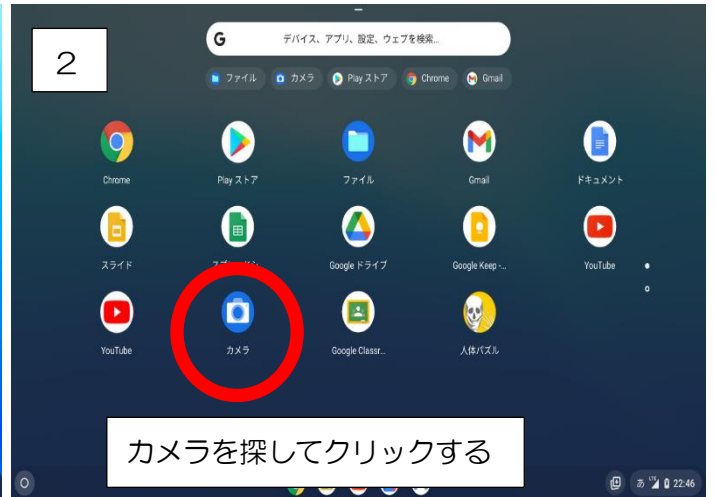 2
デバイス、アプリ、設定、ウェブを検索...
ファイル カメラ Play ストア Chrome Gmail
Chrome Play ストア ファイル Gmail ドキュメント
スライド Google ドライブ Google Keep -... YouTube
YouTube カメラ Google Classr... 人体パズル
カメラを探してクリックする
あ LTE 22:46